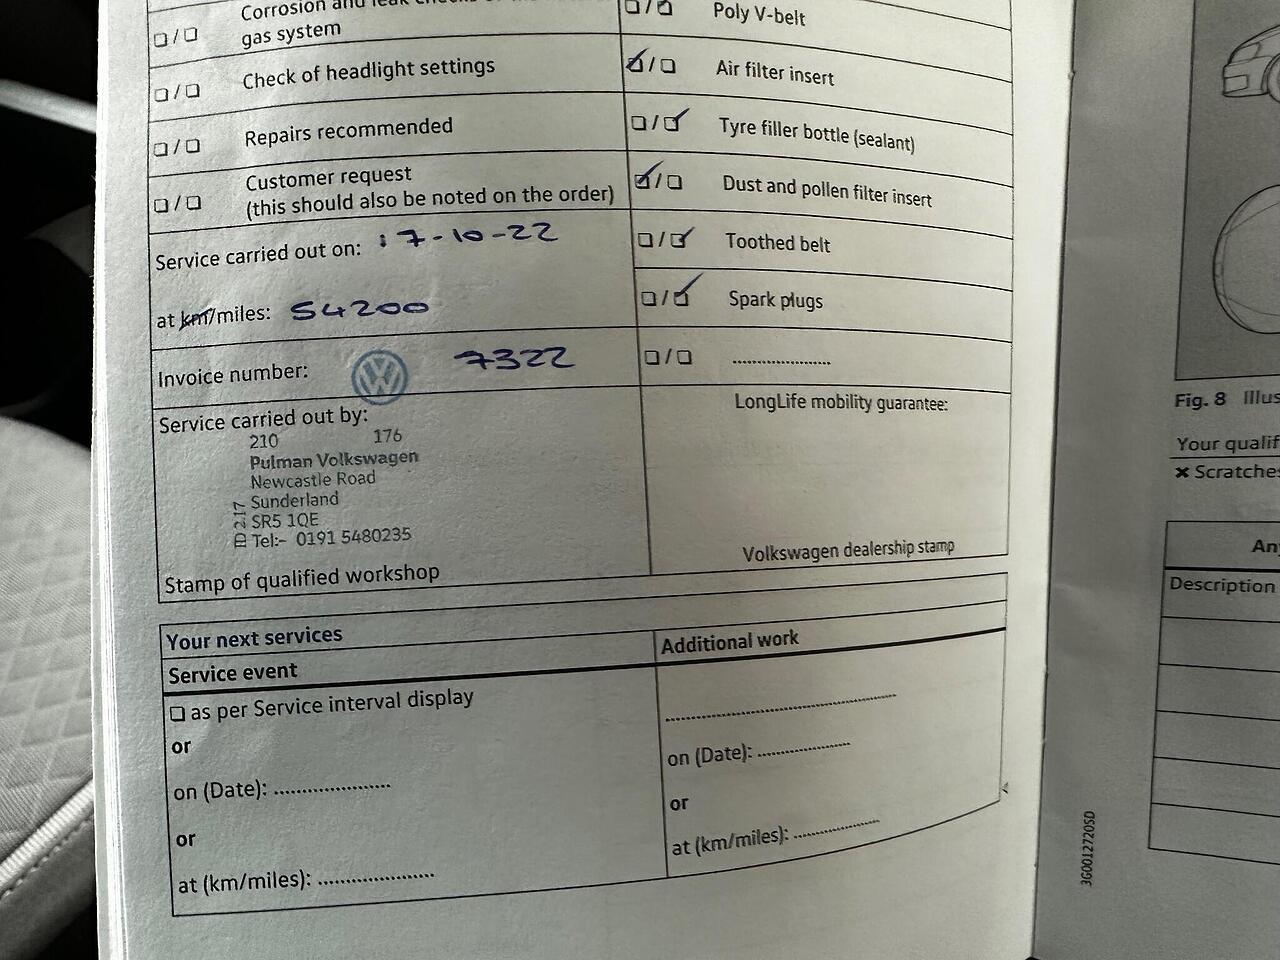 Corrosion and leak checks of the
gas system
❏ / ❏
Check of headlight settings
❏ / ❏
Repairs recommended
❏ / ❏
Customer request
(this should also be noted on the order)
❏ / ❏
Service carried out on: 17-10-22
at km/miles: 54200
Invoice number: 7322
Service carried out by:
210 176
Pulman Volkswagen
Newcastle Road
Sunderland
SR5 1QE
Tel:- 0191 5480235
Stamp of qualified workshop
❏ / ❏ Poly V-belt
☑ / ❏ Air filter insert
❏ / ☑ Tyre filler bottle (sealant)
☑ / ❏ Dust and pollen filter insert
❏ / ☑ Toothed belt
❏ / ☑ Spark plugs
❏ / ❏ ......................
LongLife mobility guarantee:
Volkswagen dealership stamp
Your next services
Service event
❏ as per Service interval display
or
on (Date): ......................
or
at (km/miles): ......................
Additional work
..........................................
on (Date): .....................
or
at (km/miles): ....................
3G0012720SD
Fig. 8 Illus
Your qualif
× Scratche
An
Description